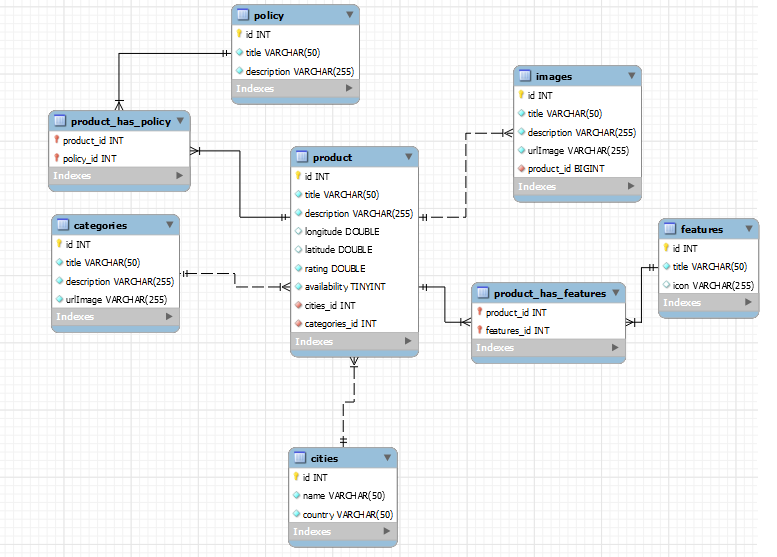 policy
id INT
title VARCHAR(50)
description VARCHAR(255)
Indexes
images
id INT
title VARCHAR(50)
description VARCHAR(255)
urlImage VARCHAR(255)
product_id BIGINT
Indexes
product_has_policy
product_id INT
policy_id INT
Indexes
product
id INT
title VARCHAR(50)
description VARCHAR(255)
longitude DOUBLE
latitude DOUBLE
rating DOUBLE
availability TINYINT
cities_id INT
categories_id INT
Indexes
categories
id INT
title VARCHAR(50)
description VARCHAR(255)
urlImage VARCHAR(255)
Indexes
features
id INT
title VARCHAR(50)
icon VARCHAR(255)
Indexes
product_has_features
product_id INT
features_id INT
Indexes
cities
id INT
name VARCHAR(50)
country VARCHAR(50)
Indexes